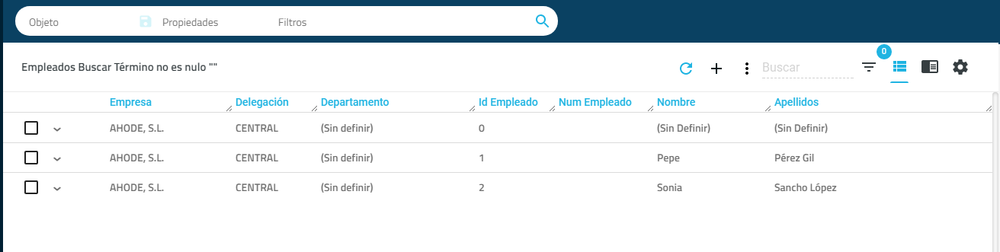 Objeto Propiedades Filtros
0
Empleados Buscar Término no es nulo "" Buscar
Empresa Delegación Departamento Id Empleado Num Empleado Nombre Apellidos
AHODE, S.L. CENTRAL (Sin definir) 0 (Sin Definir) (Sin Definir)
AHODE, S.L. CENTRAL (Sin definir) 1 Pepe Pérez Gil
AHODE, S.L. CENTRAL (Sin definir) 2 Sonia Sancho López